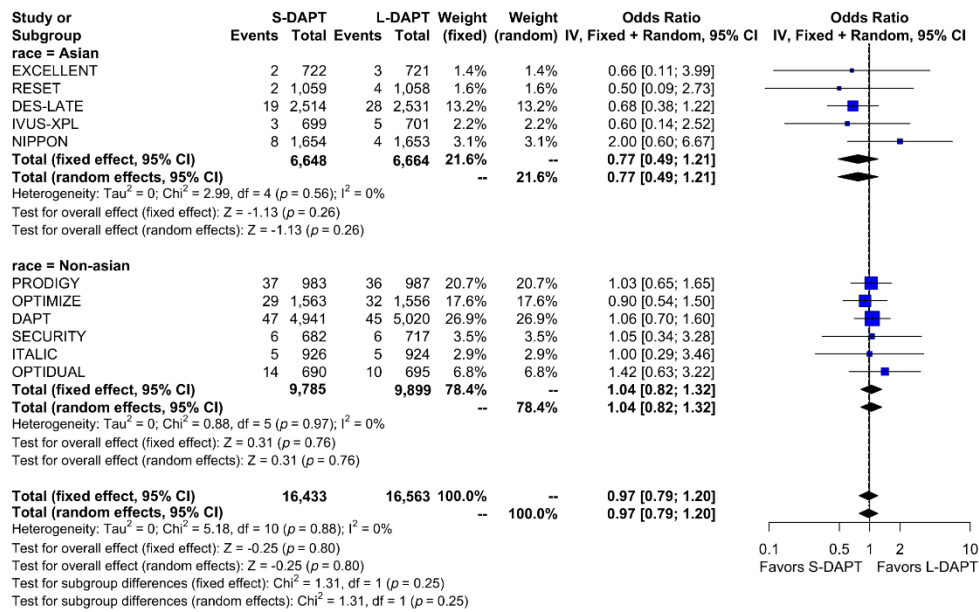 Study or S-DAPT L-DAPT Weight Weight Odds Ratio Odds Ratio
Subgroup Events Total Events Total (fixed) (random) IV, Fixed + Random, 95% CI IV, Fixed + Random, 95% CI
race = Asian
EXCELLENT 2 722 3 721 1.4% 1.4% 0.66 [0.11; 3.99]
RESET 2 1,059 4 1,058 1.6% 1.6% 0.50 [0.09; 2.73]
DES-LATE 19 2,514 28 2,531 13.2% 13.2% 0.68 [0.38; 1.22]
IVUS-XPL 3 699 5 701 2.2% 2.2% 0.60 [0.14; 2.52]
NIPPON 8 1,654 4 1,653 3.1% 3.1% 2.00 [0.60; 6.67]
Total (fixed effect, 95% CI) 6,648 6,664 21.6% -- 0.77 [0.49; 1.21]
Total (random effects, 95% CI) -- 21.6% 0.77 [0.49; 1.21]
Heterogeneity: Tau² = 0; Chi² = 2.99, df = 4 (p = 0.56); I² = 0%
Test for overall effect (fixed effect): Z = -1.13 (p = 0.26)
Test for overall effect (random effects): Z = -1.13 (p = 0.26)
race = Non-asian
PRODIGY 37 983 36 987 20.7% 20.7% 1.03 [0.65; 1.65]
OPTIMIZE 29 1,563 32 1,556 17.6% 17.6% 0.90 [0.54; 1.50]
DAPT 47 4,941 45 5,020 26.9% 26.9% 1.06 [0.70; 1.60]
SECURITY 6 682 6 717 3.5% 3.5% 1.05 [0.34; 3.28]
ITALIC 5 926 5 924 2.9% 2.9% 1.00 [0.29; 3.46]
OPTIDUAL 14 690 10 695 6.8% 6.8% 1.42 [0.63; 3.22]
Total (fixed effect, 95% CI) 9,785 9,899 78.4% -- 1.04 [0.82; 1.32]
Total (random effects, 95% CI) -- 78.4% 1.04 [0.82; 1.32]
Heterogeneity: Tau² = 0; Chi² = 0.88, df = 5 (p = 0.97); I² = 0%
Test for overall effect (fixed effect): Z = 0.31 (p = 0.76)
Test for overall effect (random effects): Z = 0.31 (p = 0.76)
Total (fixed effect, 95% CI) 16,433 16,563 100.0% -- 0.97 [0.79; 1.20]
Total (random effects, 95% CI) -- 100.0% 0.97 [0.79; 1.20]
Heterogeneity: Tau² = 0; Chi² = 5.18, df = 10 (p = 0.88); I² = 0%
Test for overall effect (fixed effect): Z = -0.25 (p = 0.80)
Test for overall effect (random effects): Z = -0.25 (p = 0.80)
Test for subgroup differences (fixed effect): Chi² = 1.31, df = 1 (p = 0.25)
Test for subgroup differences (random effects): Chi² = 1.31, df = 1 (p = 0.25)
0.1 0.5 1 2 10
Favors S-DAPT Favors L-DAPT